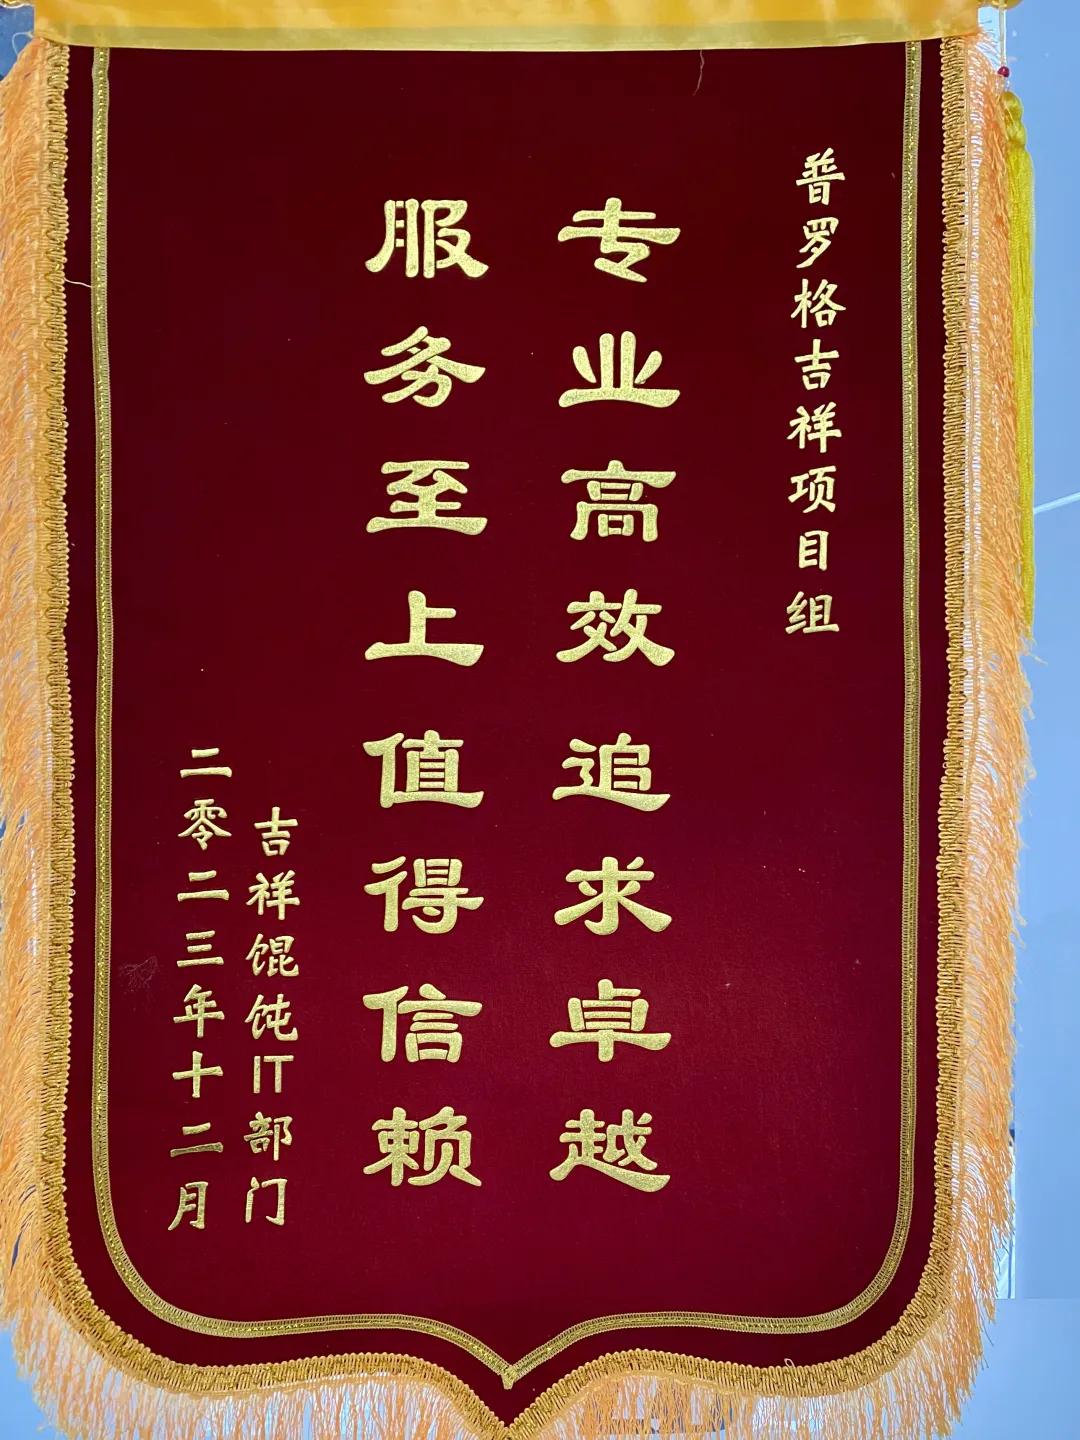 普罗格吉祥项目组
专业高效追求卓越
服务至上值得信赖
吉祥馄饨IT部门
二零二三年十二月